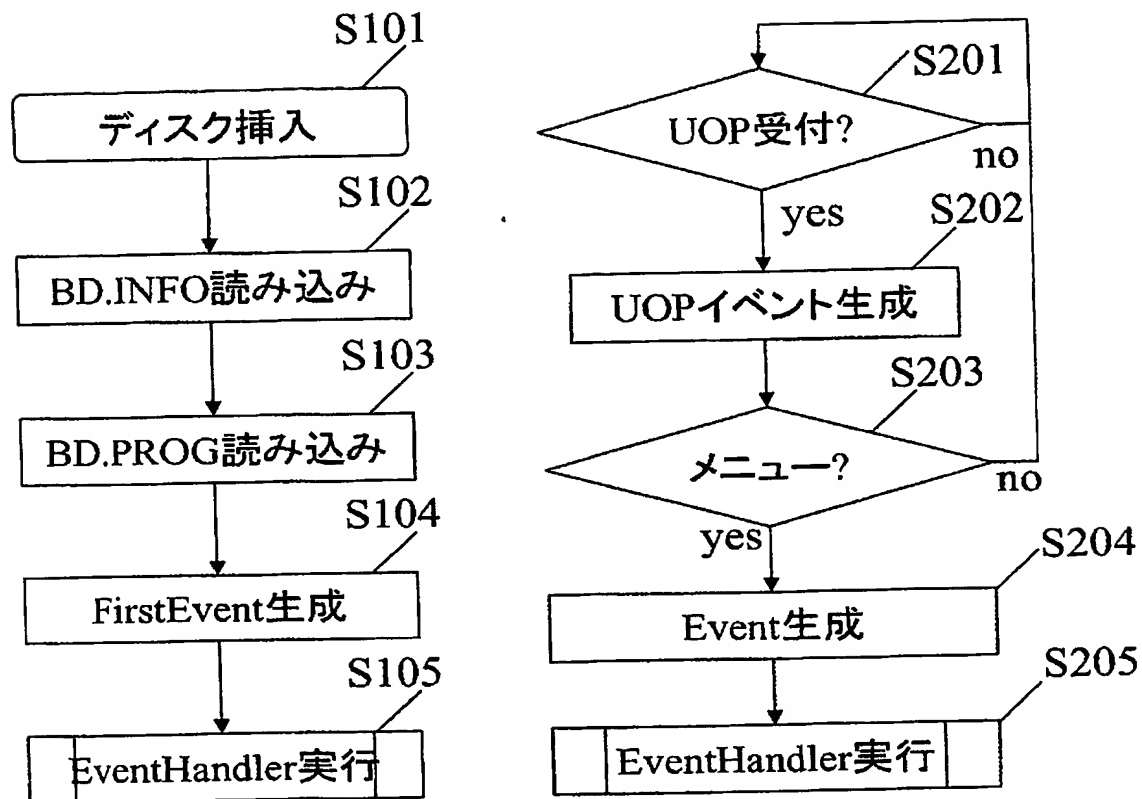 S101
ディスク挿入
S102
BD.INFO読み込み
S103
BD.PROG読み込み
S104
FirstEvent生成
S105
EventHandler実行
S201
UOP受付?
no
yes
S202
UOPイベント生成
S203
メニュー?
no
yes
S204
Event生成
S205
EventHandler実行